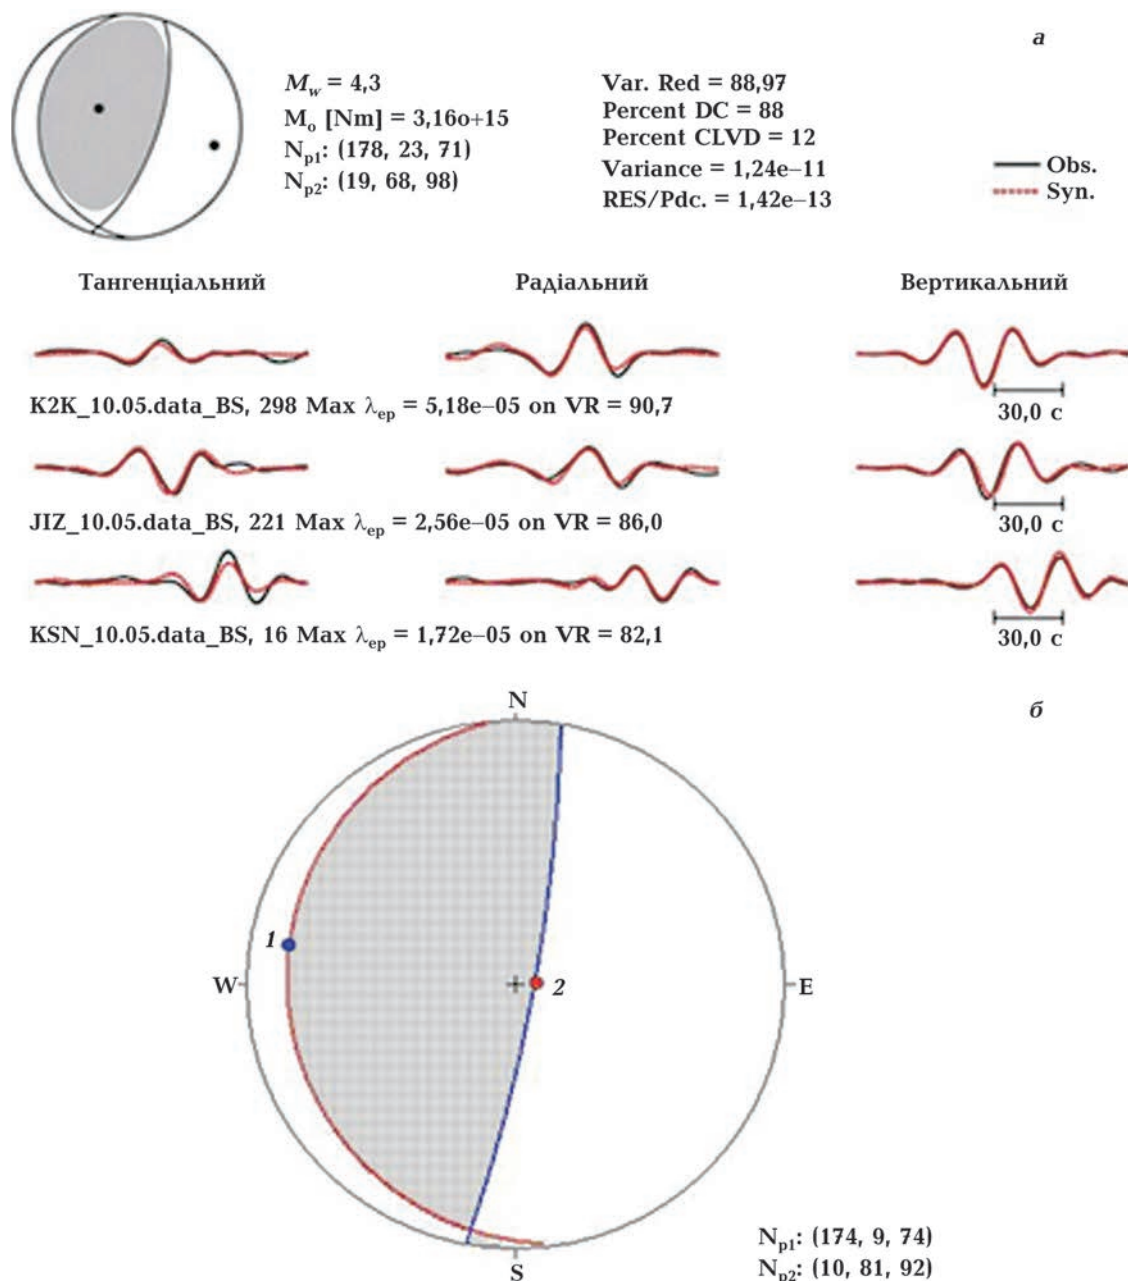 а
M_w = 4,3
M_o [Nm] = 3,16o+15
N_p1: (178, 23, 71)
N_p2: (19, 68, 98)
Var. Red = 88,97
Percent DC = 88
Percent CLVD = 12
Variance = 1,24e–11
RES/Pdc. = 1,42e–13
Obs.
Syn.
Тангенціальний
Радіальний
Вертикальний
30,0 с
K2K_10.05.data_BS, 298 Max λ_ep = 5,18e–05 on VR = 90,7
30,0 с
JIZ_10.05.data_BS, 221 Max λ_ep = 2,56e–05 on VR = 86,0
30,0 с
KSN_10.05.data_BS, 16 Max λ_ep = 1,72e–05 on VR = 82,1
б
N
1
W
2
E
S
N_p1: (174, 9, 74)
N_p2: (10, 81, 92)